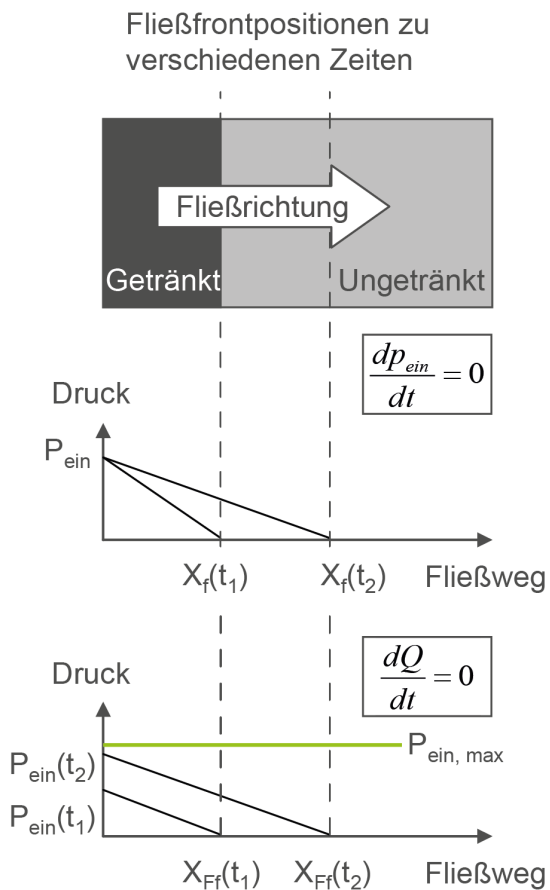 Fließfrontpositionen zu
verschiedenen Zeiten
Fließrichtung
Getränkt Ungetränkt
dp_ein/dt = 0
Druck
P_ein
X_f(t_1) X_f(t_2) Fließweg
dQ/dt = 0
Druck
P_ein, max
P_ein(t_2)
P_ein(t_1)
X_Ff(t_1) X_Ff(t_2) Fließweg